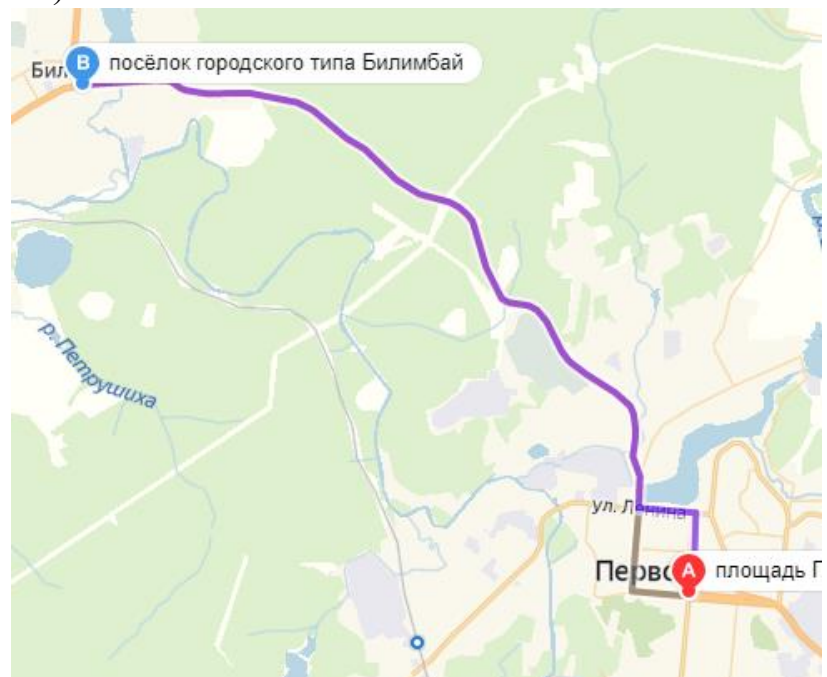 Бил
B
посёлок городского типа Билимбай
р. Петрушиха
ул. Ленина
Перво
A
площадь П